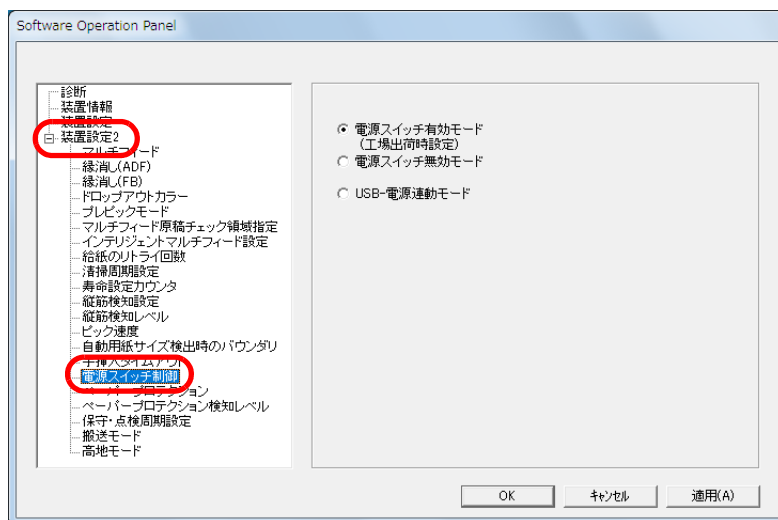 Software Operation Panel
診断
装置情報
装置設定
装置設定2
マルチフィード
縁消し(ADF)
縁消し(FB)
ドロップアウトカラー
プレピックモード
マルチフィード原稿チェック領域指定
インテリジェントマルチフィード設定
給紙のリトライ回数
清掃周期設定
寿命設定カウンタ
縦筋検知設定
縦筋検知レベル
ピック速度
自動用紙サイズ検出時のバウンダリ
手挿入タイムアウト
電源スイッチ制御
ペーパープロテクション
ペーパープロテクション検知レベル
保守・点検周期設定
搬送モード
高地モード
電源スイッチ有効モード
(工場出荷時設定)
電源スイッチ無効モード
USB-電源連動モード
OK
キャンセル
適用(A)